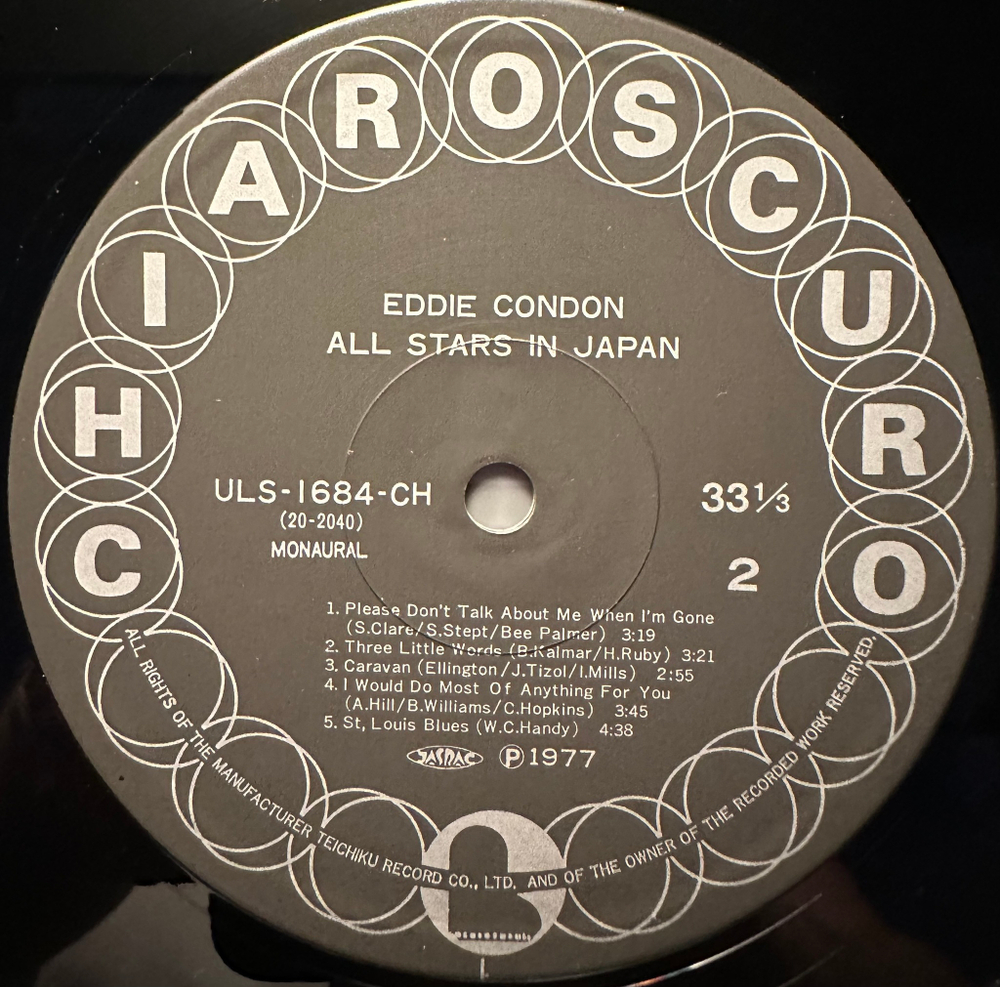 CHIAROSCURO
EDDIE CONDON
ALL STARS IN JAPAN
ULS-1684-CH
(20-2040)
MONAURAL
33⅓
2
1. Please Don't Talk About Me When I'm Gone
(S.Clare/S.Stept/Bee Palmer) 3:19
2. Three Little Words (B.Kalmar/H.Ruby) 3:21
3. Caravan (Ellington/J.Tizol/I.Mills) 2:55
4. I Would Do Most Of Anything For You
(A.Hill/B.Williams/C.Hopkins) 3:45
5. St, Louis Blues (W.C.Handy) 4:38
JASRAC Ⓟ1977
ALL RIGHTS OF THE MANUFACTURER TEICHIKU RECORD CO., LTD. AND OF THE OWNER OF THE RECORDED WORK RESERVED.